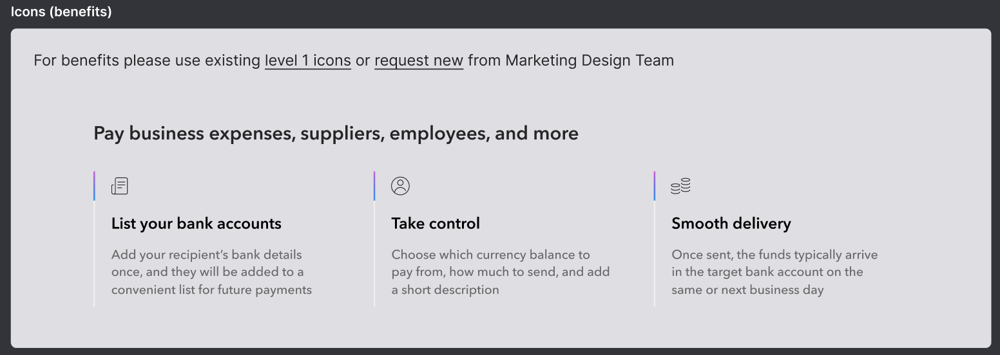 Icons (benefits)
For benefits please use existing level 1 icons or request new from Marketing Design Team
Pay business expenses, suppliers, employees, and more
List your bank accounts
Add your recipient’s bank details
once, and they will be added to a
convenient list for future payments
Take control
Choose which currency balance to
pay from, how much to send, and add
a short description
Smooth delivery
Once sent, the funds typically arrive
in the target bank account on the
same or next business day